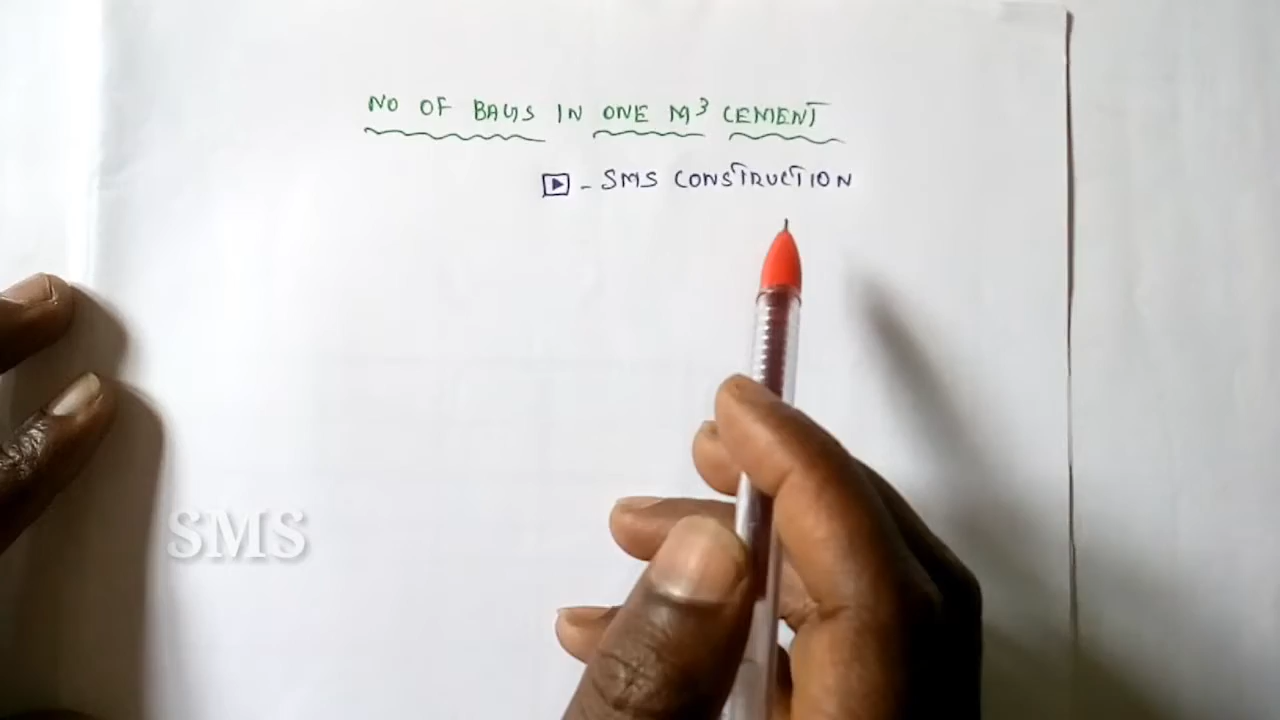 NO OF BAGS IN ONE M³ CEMENT
▶ - SMS CONSTRUCTION
SMS